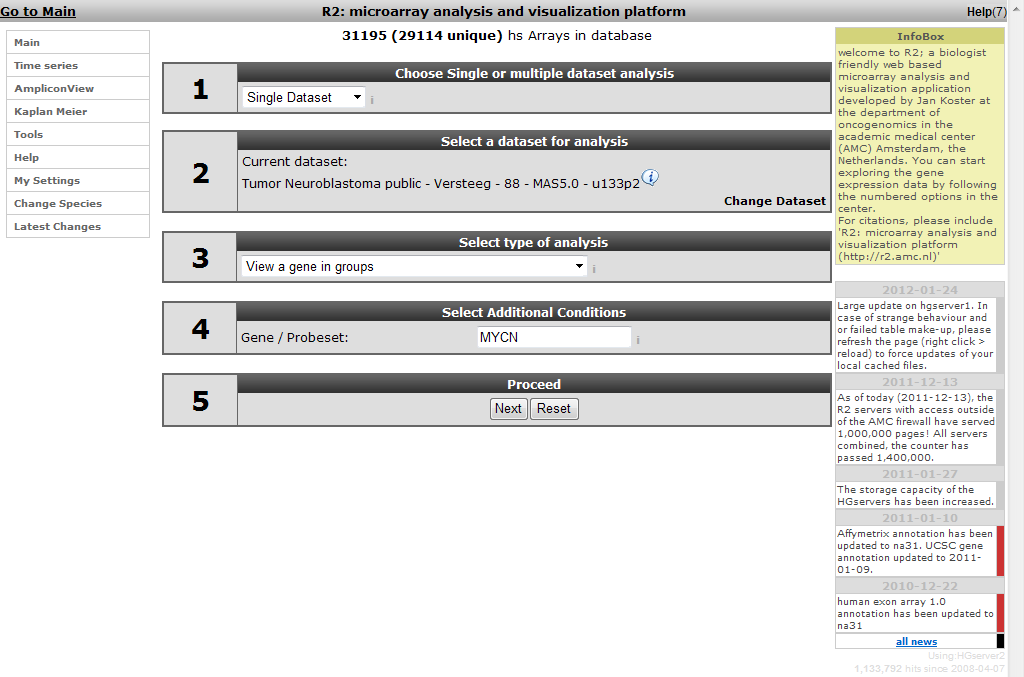 Go to Main
R2: microarray analysis and visualization platform
Help(7)
31195 (29114 unique) hs Arrays in database
Main
Time series
AmpliconView
Kaplan Meier
Tools
Help
My Settings
Change Species
Latest Changes
1
Choose Single or multiple dataset analysis
Single Dataset
i
2
Select a dataset for analysis
Current dataset:
Tumor Neuroblastoma public - Versteeg - 88 - MAS5.0 - u133p2
i
Change Dataset
3
Select type of analysis
View a gene in groups
i
4
Select Additional Conditions
Gene / Probeset:
MYCN
i
5
Proceed
Next
Reset
InfoBox
welcome to R2; a biologist
friendly web based
microarray analysis and
visualization application
developed by Jan Koster at
the department of
oncogenomics in the
academic medical center
(AMC) Amsterdam, the
Netherlands. You can start
exploring the gene
expression data by following
the numbered options in the
center.
For citations, please include
'R2: microarray analysis and
visualization platform
(http://r2.amc.nl)'
2012-01-24
Large update on hgserver1. In
case of strange behaviour and
or failed table make-up, please
refresh the page (right click >
reload) to force updates of your
local cached files.
2011-12-13
As of today (2011-12-13), the
R2 servers with access outside
of the AMC firewall have served
1,000,000 pages! All servers
combined, the counter has
passed 1,400,000.
2011-01-27
The storage capacity of the
HGservers has been increased.
2011-01-10
Affymetrix annotation has been
updated to na31. UCSC gene
annotation updated to 2011-
01-09.
2010-12-22
human exon array 1.0
annotation has been updated to
na31
all news
Using:HGserver2
1,133,792 hits since 2008-04-07